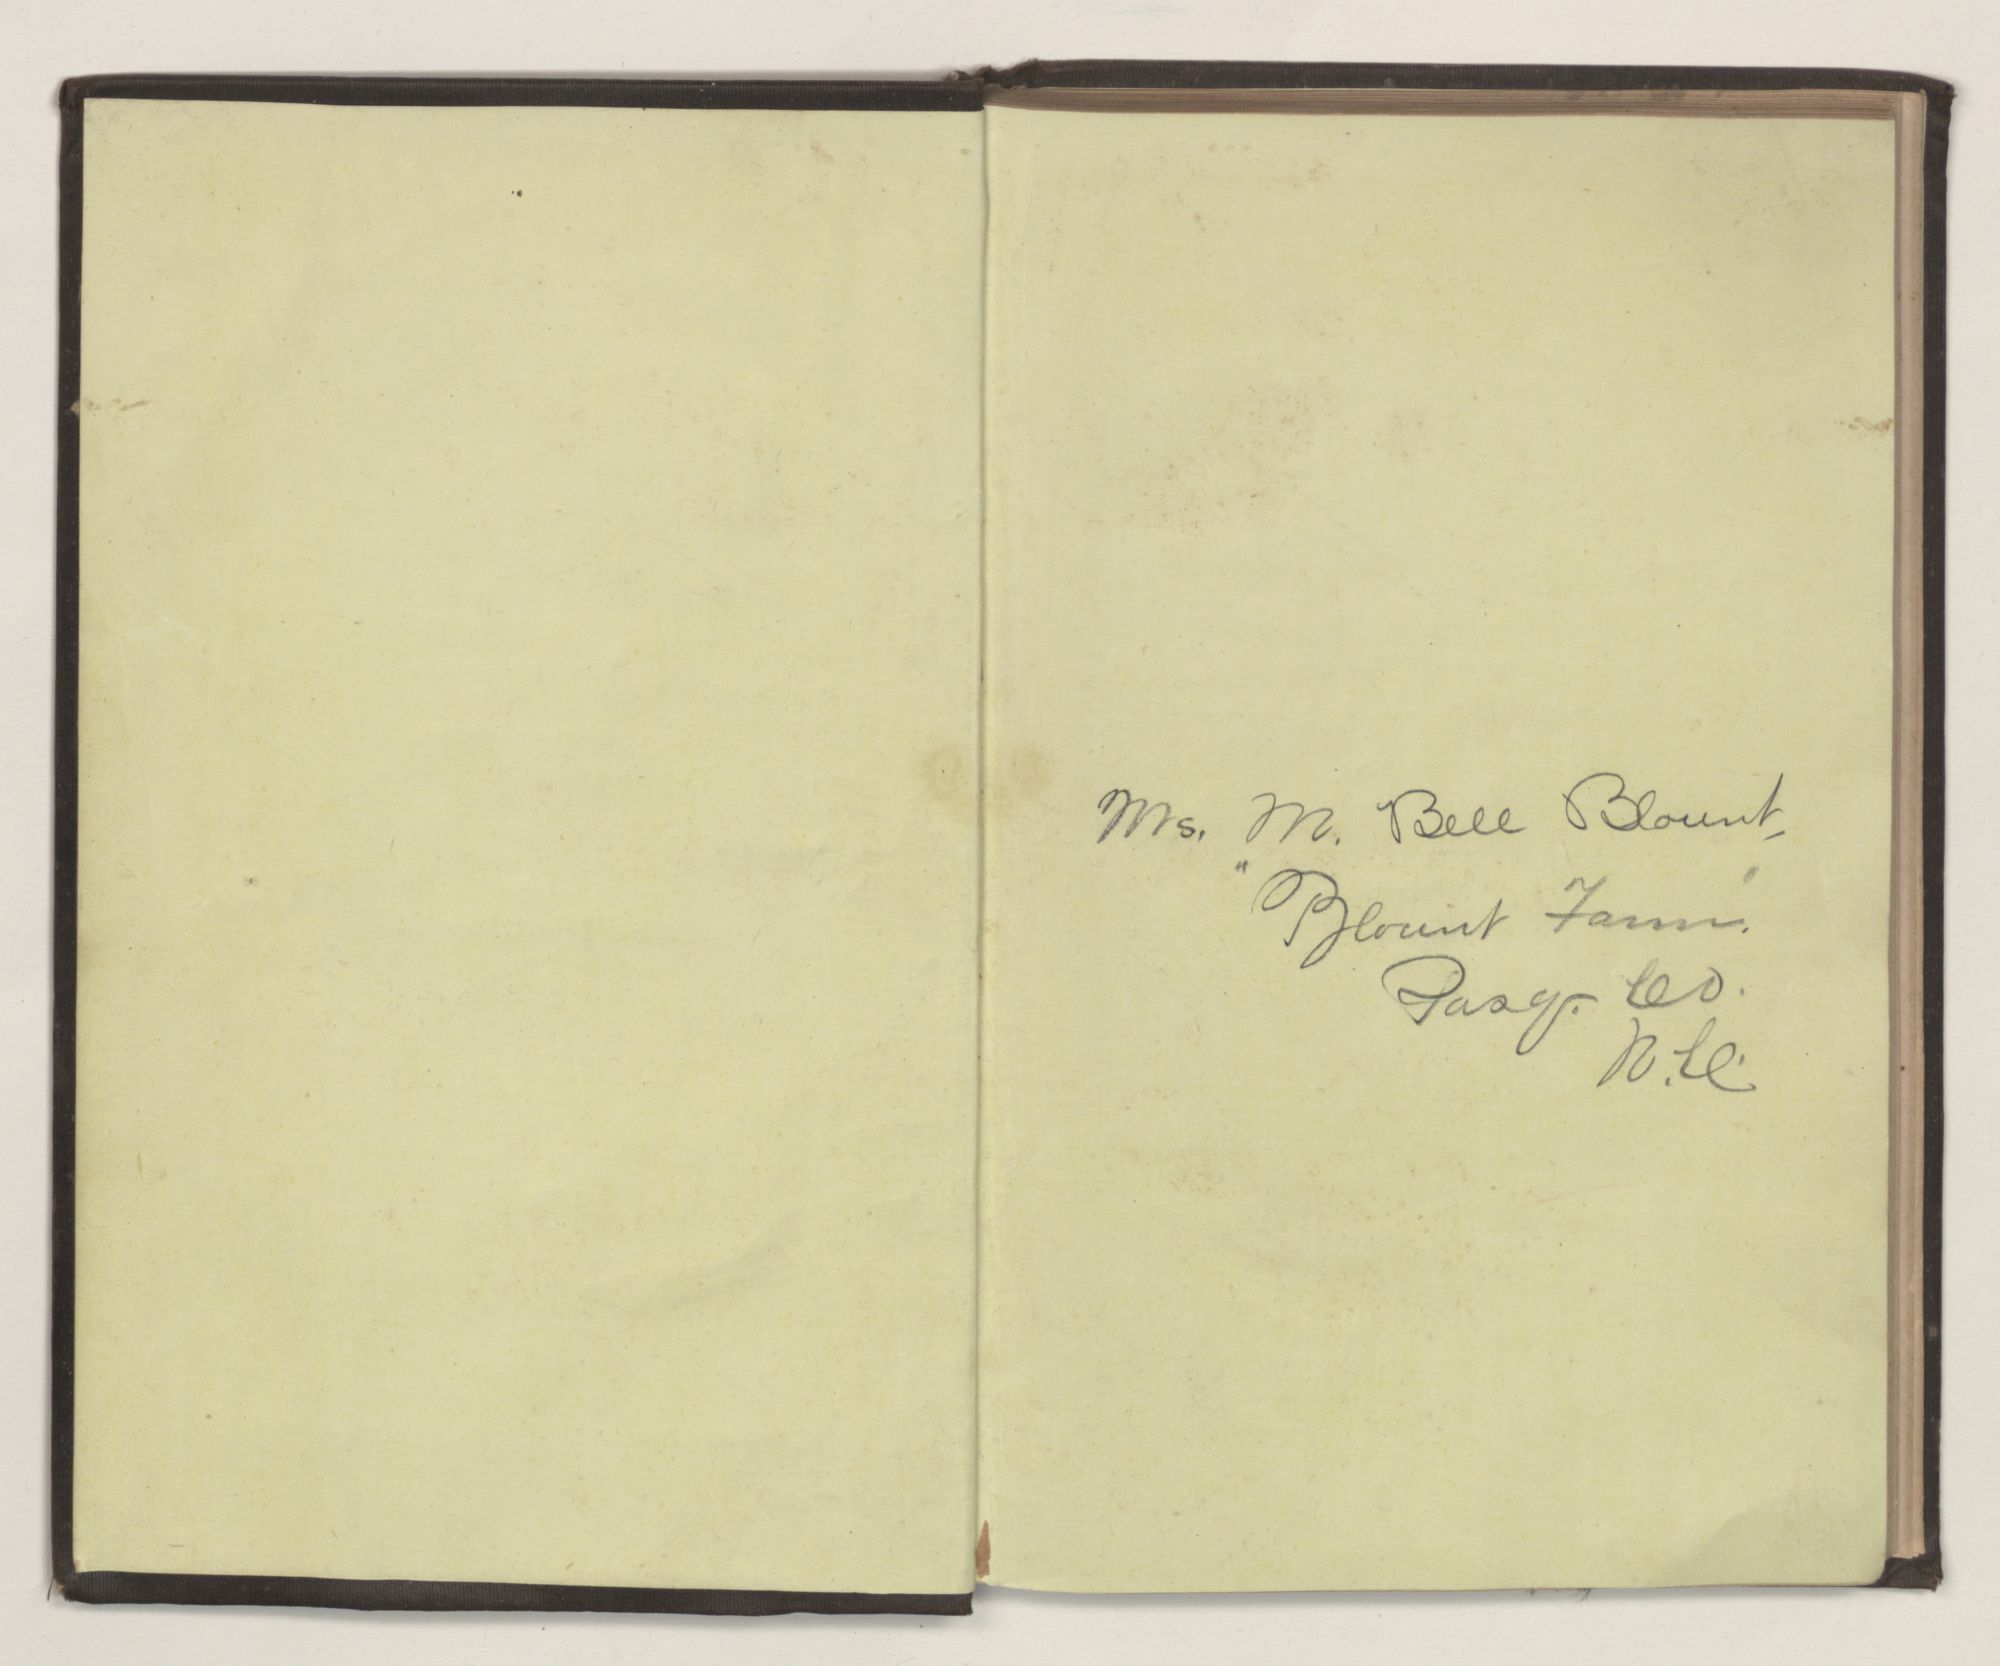 Mrs. M. Bell Blount,
"Blount Farm."
Pasq. Co.
N.C.